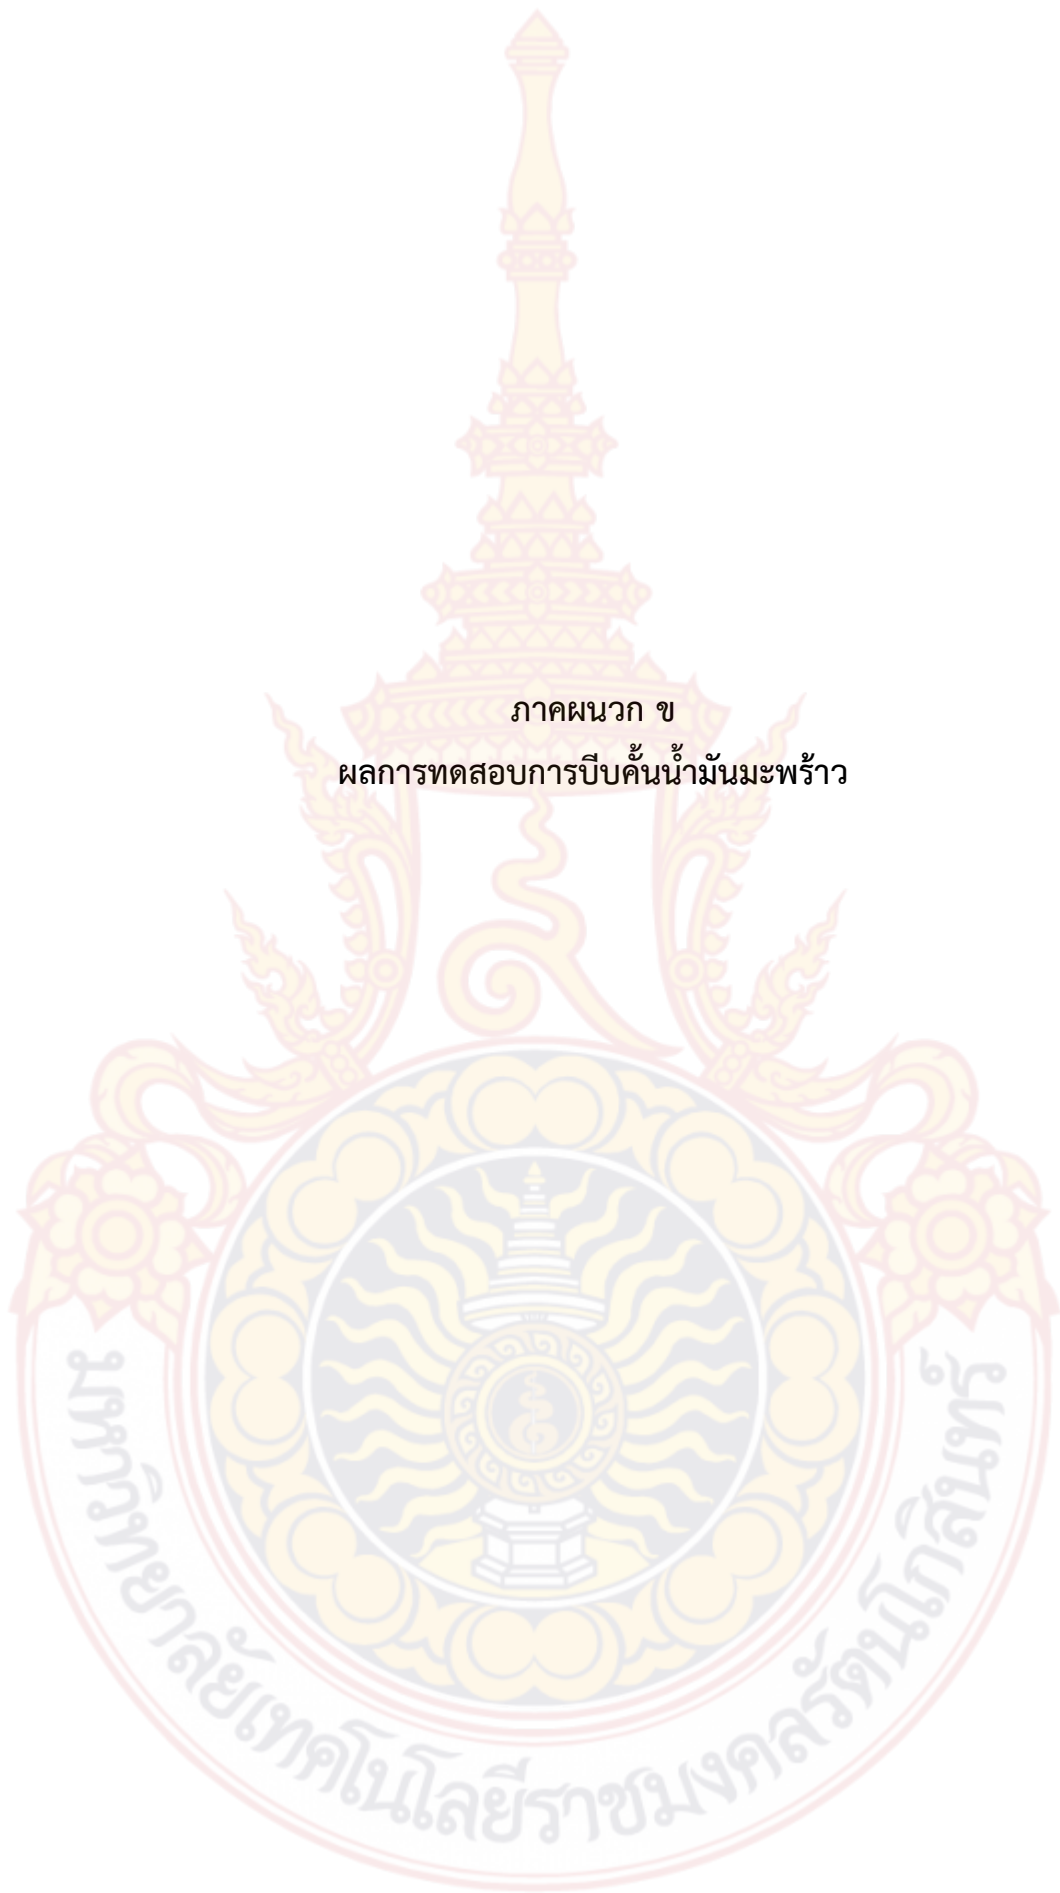 ภาคผนวก ข
ผลการทดสอบการบีบคั้นน้ำมันมะพร้าว
มหาวิทยาลัยเทคโนโลยีราชมงคลรัตนโกสินทร์